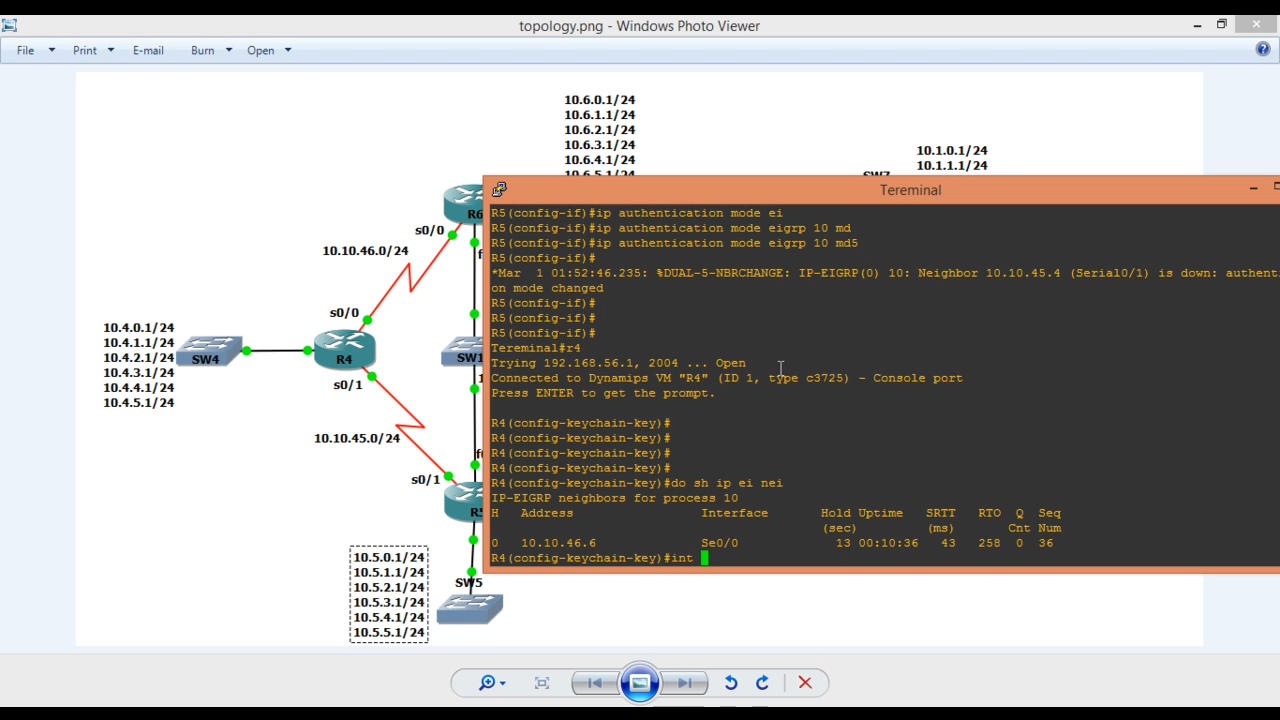 topology.png - Windows Photo Viewer
File Print E-mail Burn Open
10.6.0.1/24
10.6.1.1/24
10.6.2.1/24
10.6.3.1/24
10.6.4.1/24
10.6.5.1/24
10.1.0.1/24
10.1.1.1/24
SW7
R6
s0/0
10.10.46.0/24
s0/0
10.4.0.1/24
10.4.1.1/24
10.4.2.1/24
10.4.3.1/24
10.4.4.1/24
10.4.5.1/24
SW4
R4
SW1
s0/1
10.10.45.0/24
s0/1
R5
10.5.0.1/24
10.5.1.1/24
10.5.2.1/24
10.5.3.1/24
10.5.4.1/24
10.5.5.1/24
SW5
Tereminal
R5(config-if)#ip authentication mode ei
R5(config-if)#ip authentication mode eigrp 10 md
R5(config-if)#ip authentication mode eigrp 10 md5
R5(config-if)#
*Mar 1 01:52:46.235: %DUAL-5-NBRCHANGE: IP-EIGRP(0) 10: Neighbor 10.10.45.4 (Serial0/1) is down: authenti
on mode changed
R5(config-if)#
R5(config-if)#
R5(config-if)#
Tereminal#r4
Trying 192.168.56.1, 2004 ... Open
Connected to Dynamips VM "R4" (ID 1, type c3725) - Console port
Press ENTER to get the prompt.
R4(config-keychain-key)#
R4(config-keychain-key)#
R4(config-keychain-key)#
R4(config-keychain-key)#
R4(config-keychain-key)#do sh ip ei nei
IP-EIGRP neighbors for process 10
H Address Interface Hold Uptime SRTT RTO Q Seq
(sec) (ms) Cnt Num
0 10.10.46.6 Se0/0 13 00:10:36 43 258 0 36
R4(config-keychain-key)#int